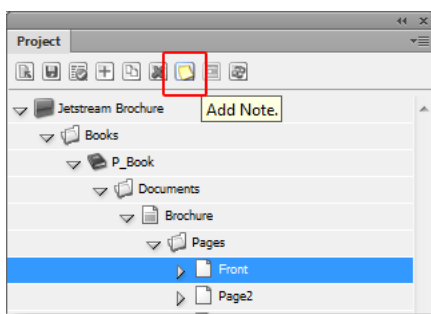 Project
Add Note.
Jetstream Brochure
Books
P_Book
Documents
Brochure
Pages
Front
Page2